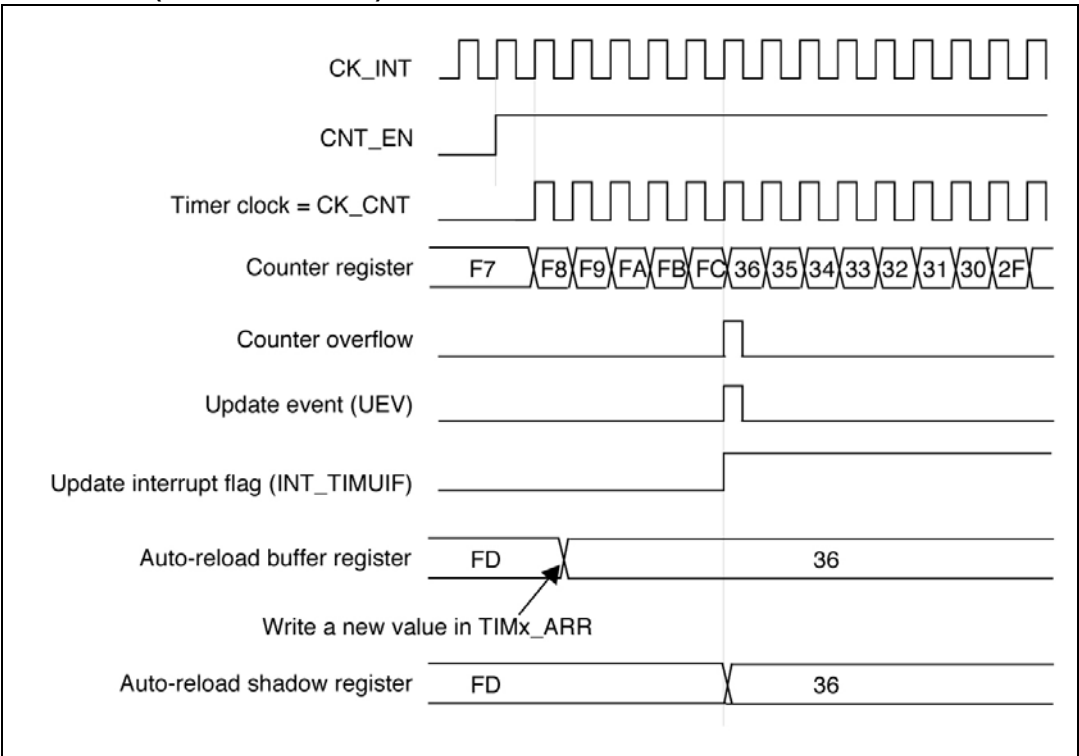 CK_INT
CNT_EN
Timer clock = CK_CNT
Counter register F7 F8 F9 FA FB FC 36 35 34 33 32 31 30 2F
Counter overflow
Update event (UEV)
Update interrupt flag (INT_TIMUIF)
Auto-reload buffer register FD 36
Write a new value in TIMx_ARR
Auto-reload shadow register FD 36